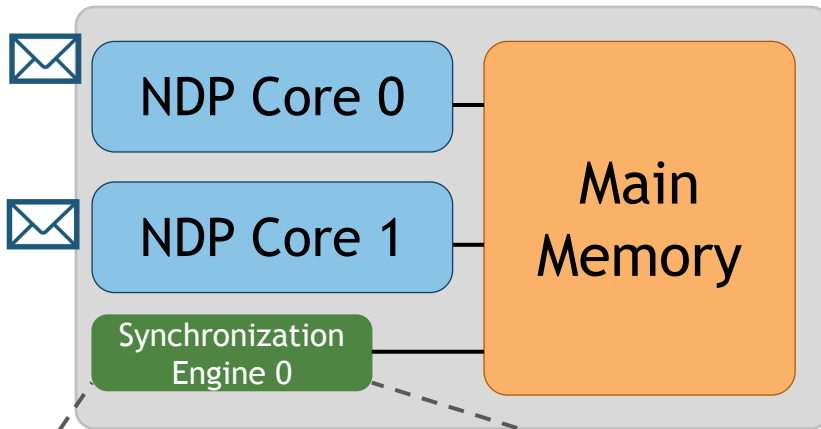 NDP Core 0
NDP Core 1
Synchronization
Engine 0
Main
Memory